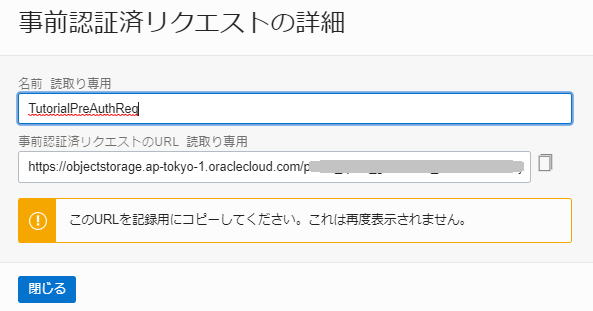 事前認証済リクエストの詳細
名前 読取り専用
TutorialPreAuthReq
事前認証済リクエストのURL 読取り専用
https://objectstorage.ap-tokyo-1.oraclecloud.com/p
このURLを記録用にコピーしてください。これは再度表示されません。
閉じる